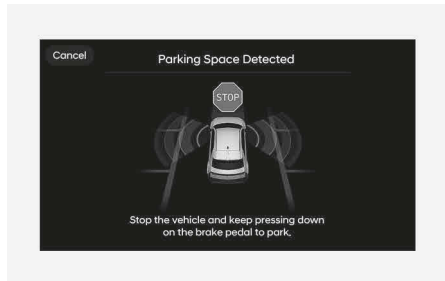 Cancel
Parking Space Detected
STOP
Stop the vehicle and keep pressing down
on the brake pedal to park.